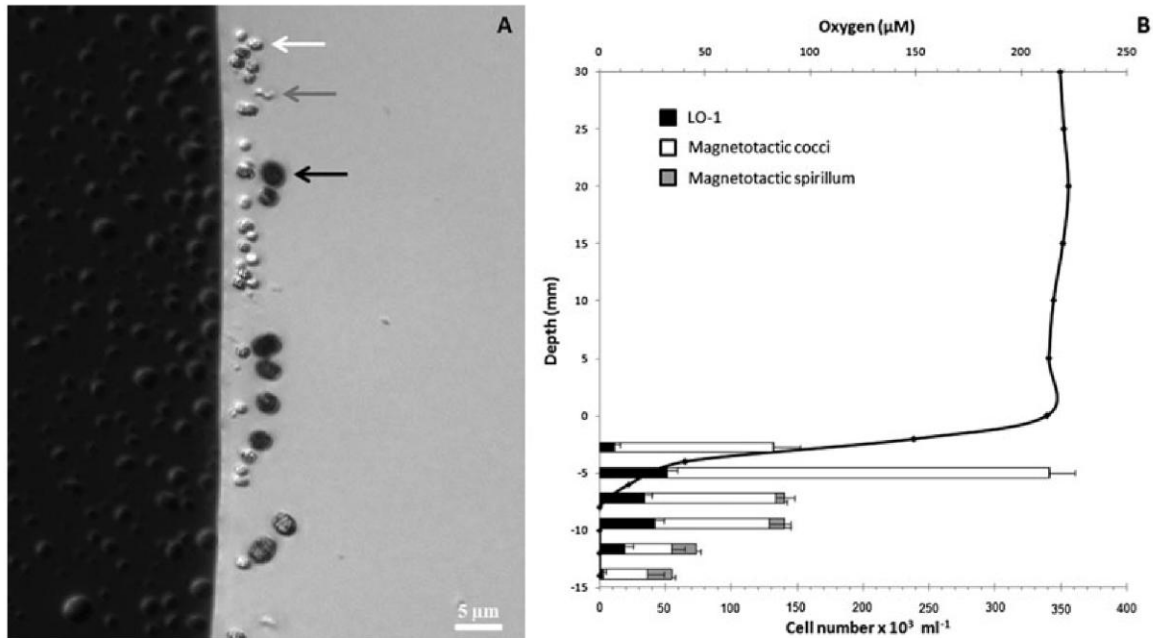 A
5 µm
B
Oxygen (µM)
0 50 100 150 200 250
30
25
20
15
10
5
0
-5
-10
-15
Depth (mm)
LO-1
Magnetotactic cocci
Magnetotactic spirillum
0 50 100 150 200 250 300 350 400
Cell number x 10³ ml⁻¹